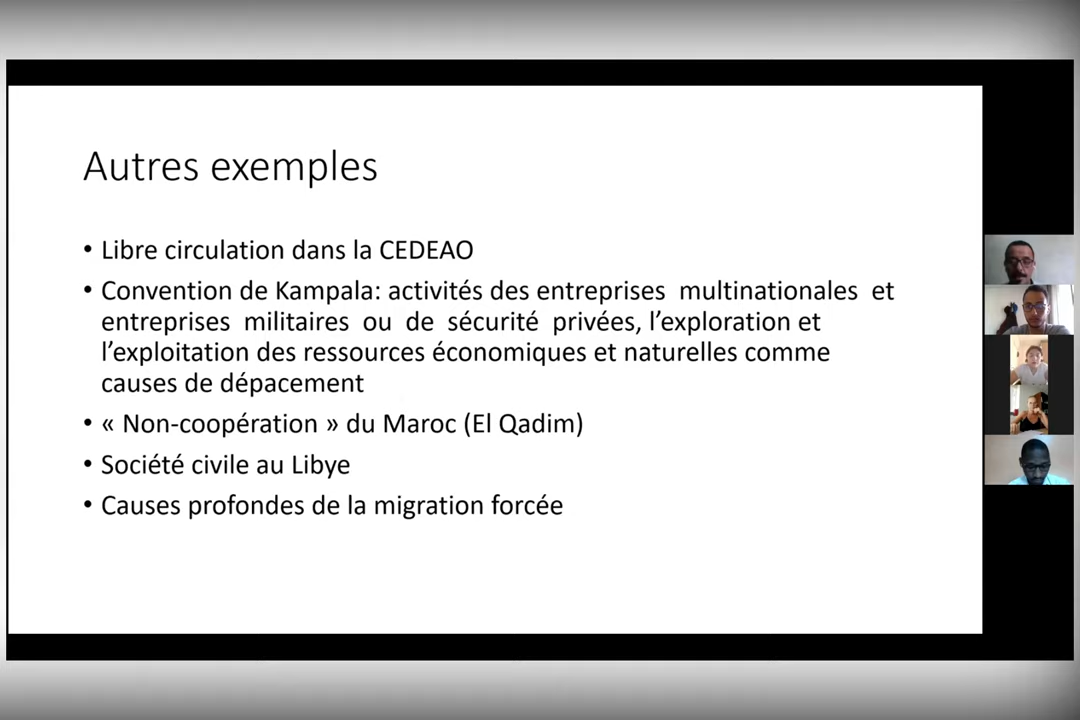 Autres exemples
• Libre circulation dans la CEDEAO
• Convention de Kampala: activités des entreprises multinationales et
entreprises militaires ou de sécurité privées, l’exploration et
l’exploitation des ressources économiques et naturelles comme
causes de dépacement
• « Non-coopération » du Maroc (El Qadim)
• Société civile au Libye
• Causes profondes de la migration forcée